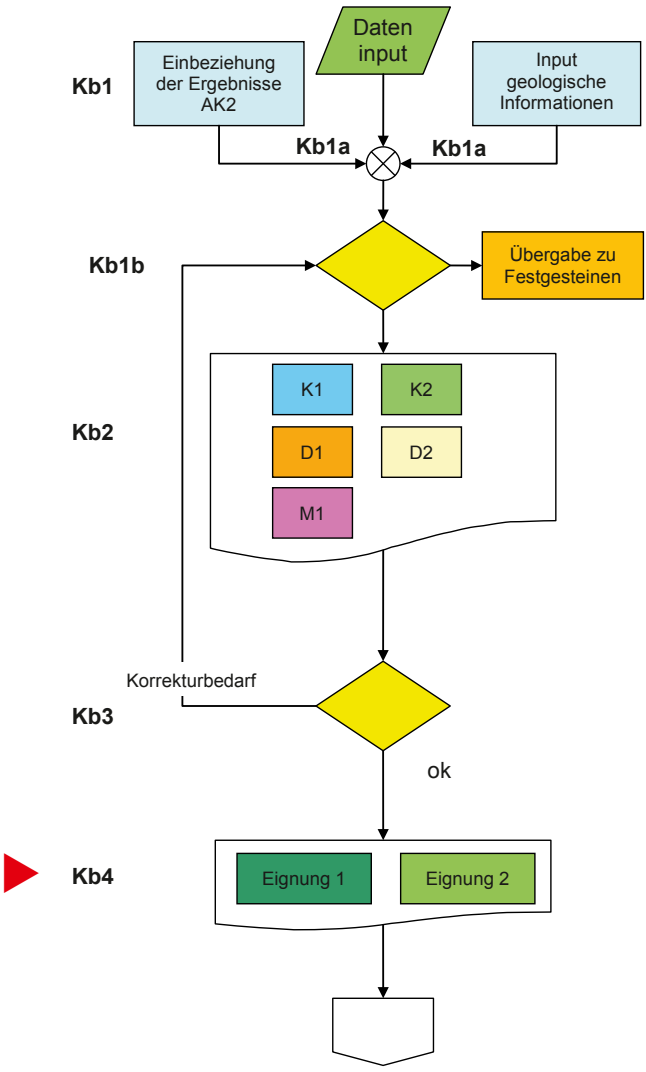 Daten
input
Kb1
Einbeziehung
der Ergebnisse
AK2
Input
geologische
Informationen
Kb1a
Kb1a
Kb1b
Übergabe zu
Festgesteinen
Kb2
K1
K2
D1
D2
M1
Korrekturbedarf
Kb3
ok
Kb4
Eignung 1
Eignung 2